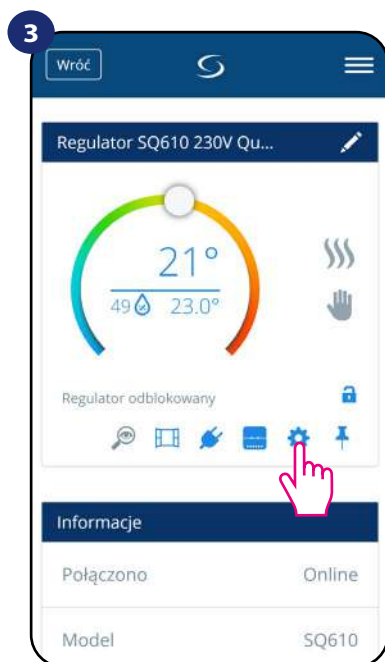 3
Wróć
Regulator SQ610 230V Qu...
21°
49 23.0°
Regulator odblokowany
Informacje
Połączono Online
Model SQ610